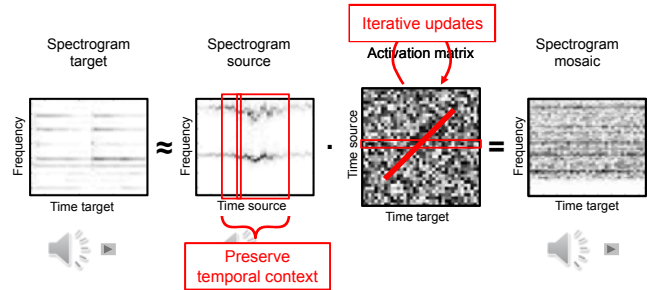 Iterative updates
Spectrogram
target
Spectrogram
source
Activation matrix
Spectrogram
mosaic
Frequency
≈
Frequency
·
Time source
=
Frequency
Time target
Time source
Time target
Time target
Preserve
temporal context